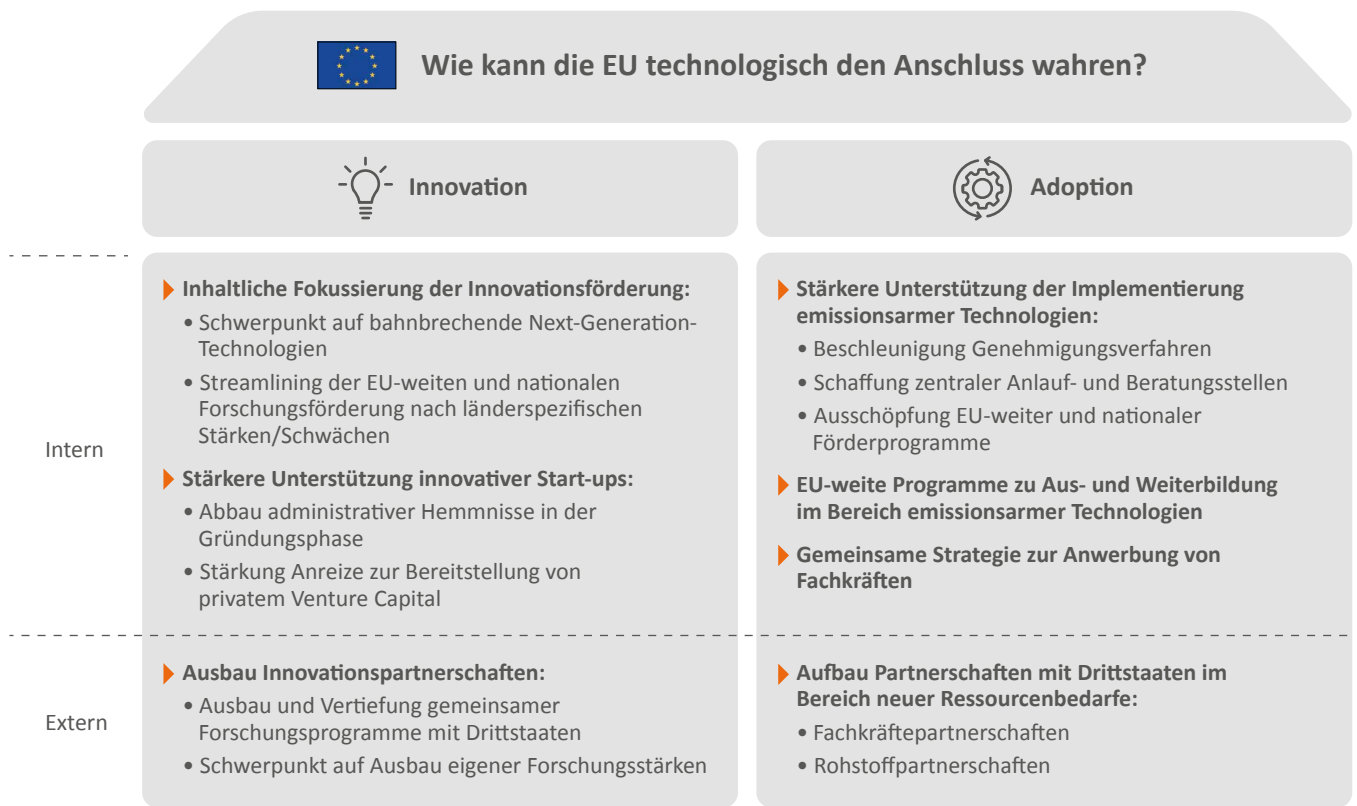 Wie kann die EU technologisch den Anschluss wahren?
Innovation
Adoption
Intern
Inhaltliche Fokussierung der Innovationsförderung:
• Schwerpunkt auf bahnbrechende Next-Generation-
Technologien
• Streamlining der EU-weiten und nationalen
Forschungsförderung nach länderspezifischen
Stärken/Schwächen
Stärkere Unterstützung innovativer Start-ups:
• Abbau administrativer Hemmnisse in der
Gründungsphase
• Stärkung Anreize zur Bereitstellung von
privatem Venture Capital
Stärkere Unterstützung der Implementierung
emissionsarmer Technologien:
• Beschleunigung Genehmigungsverfahren
• Schaffung zentraler Anlauf- und Beratungsstellen
• Ausschöpfung EU-weiter und nationaler
Förderprogramme
EU-weite Programme zu Aus- und Weiterbildung
im Bereich emissionsarmer Technologien
Gemeinsame Strategie zur Anwerbung von
Fachkräften
Extern
Ausbau Innovationspartnerschaften:
• Ausbau und Vertiefung gemeinsamer
Forschungsprogramme mit Drittstaaten
• Schwerpunkt auf Ausbau eigener Forschungsstärken
Aufbau Partnerschaften mit Drittstaaten im
Bereich neuer Ressourcenbedarfe:
• Fachkräftepartnerschaften
• Rohstoffpartnerschaften